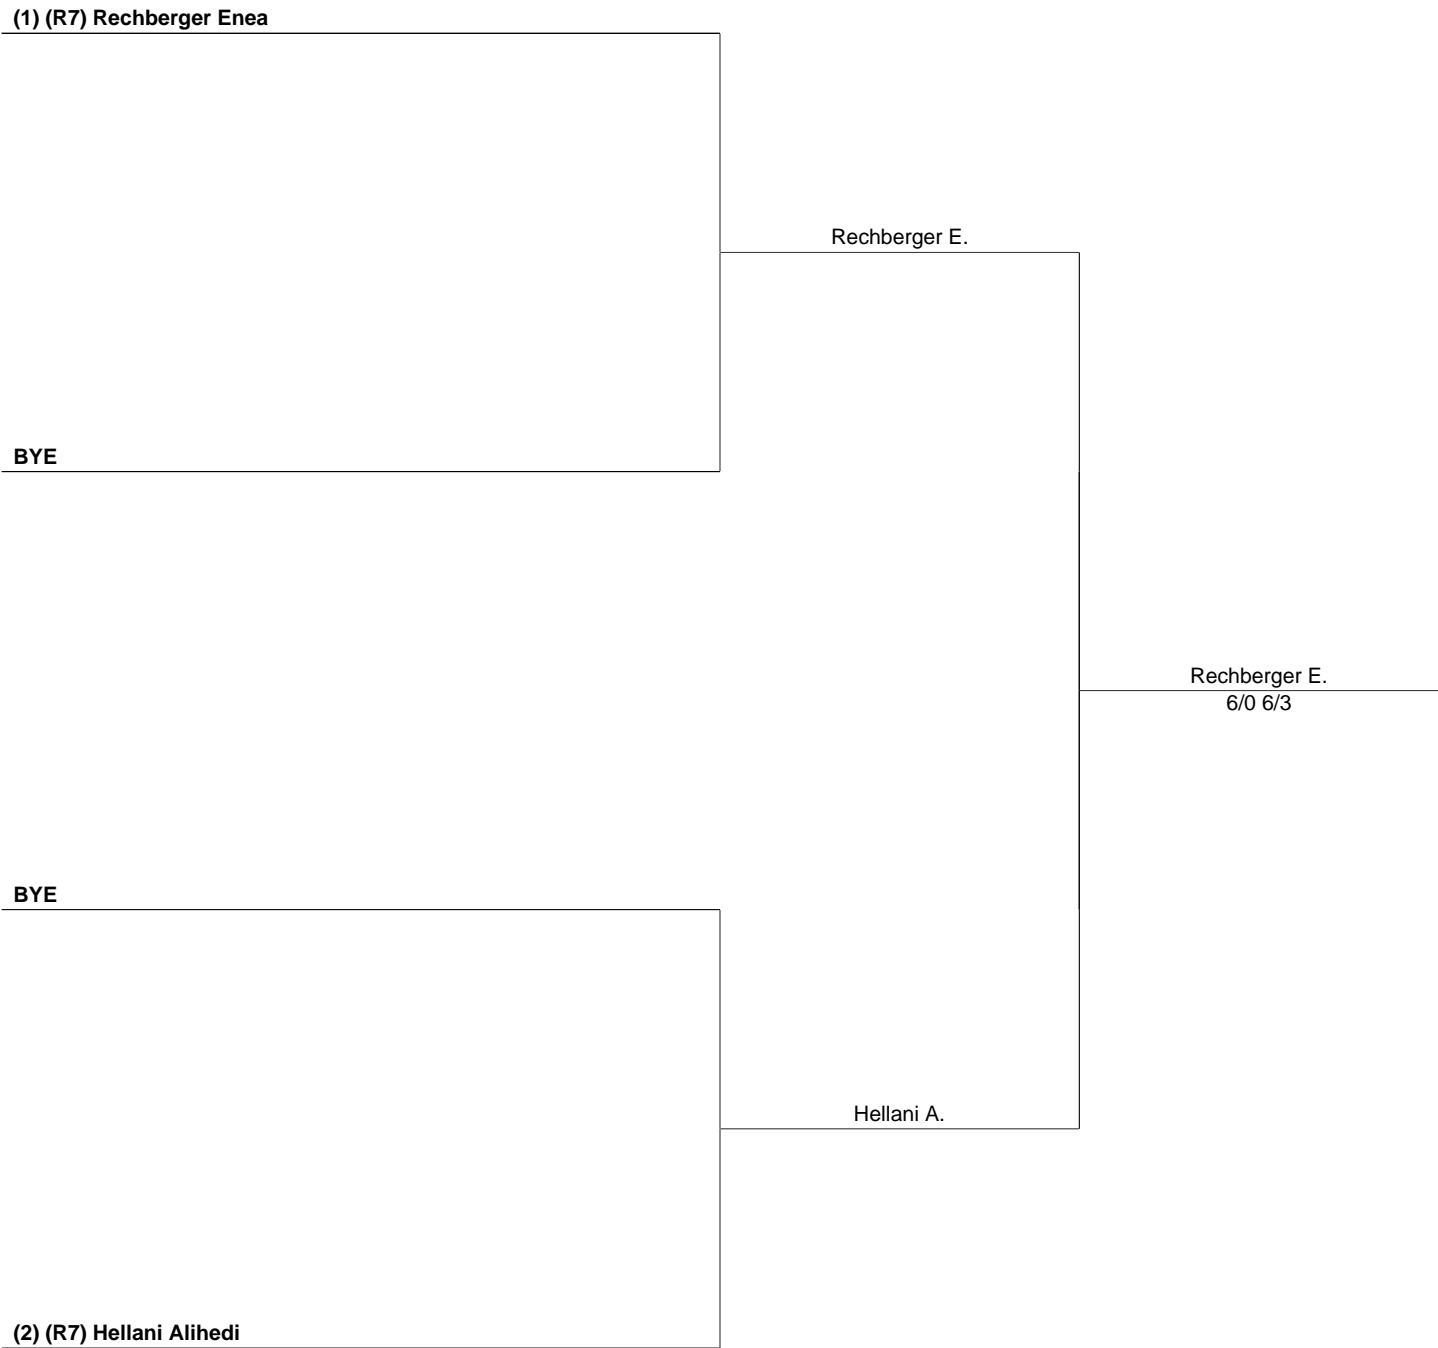 (1) (R7) Rechberger Enea
Rechberger E.
BYE
Rechberger E.
6/0 6/3
BYE
Hellani A.
(2) (R7) Hellani Alihedi